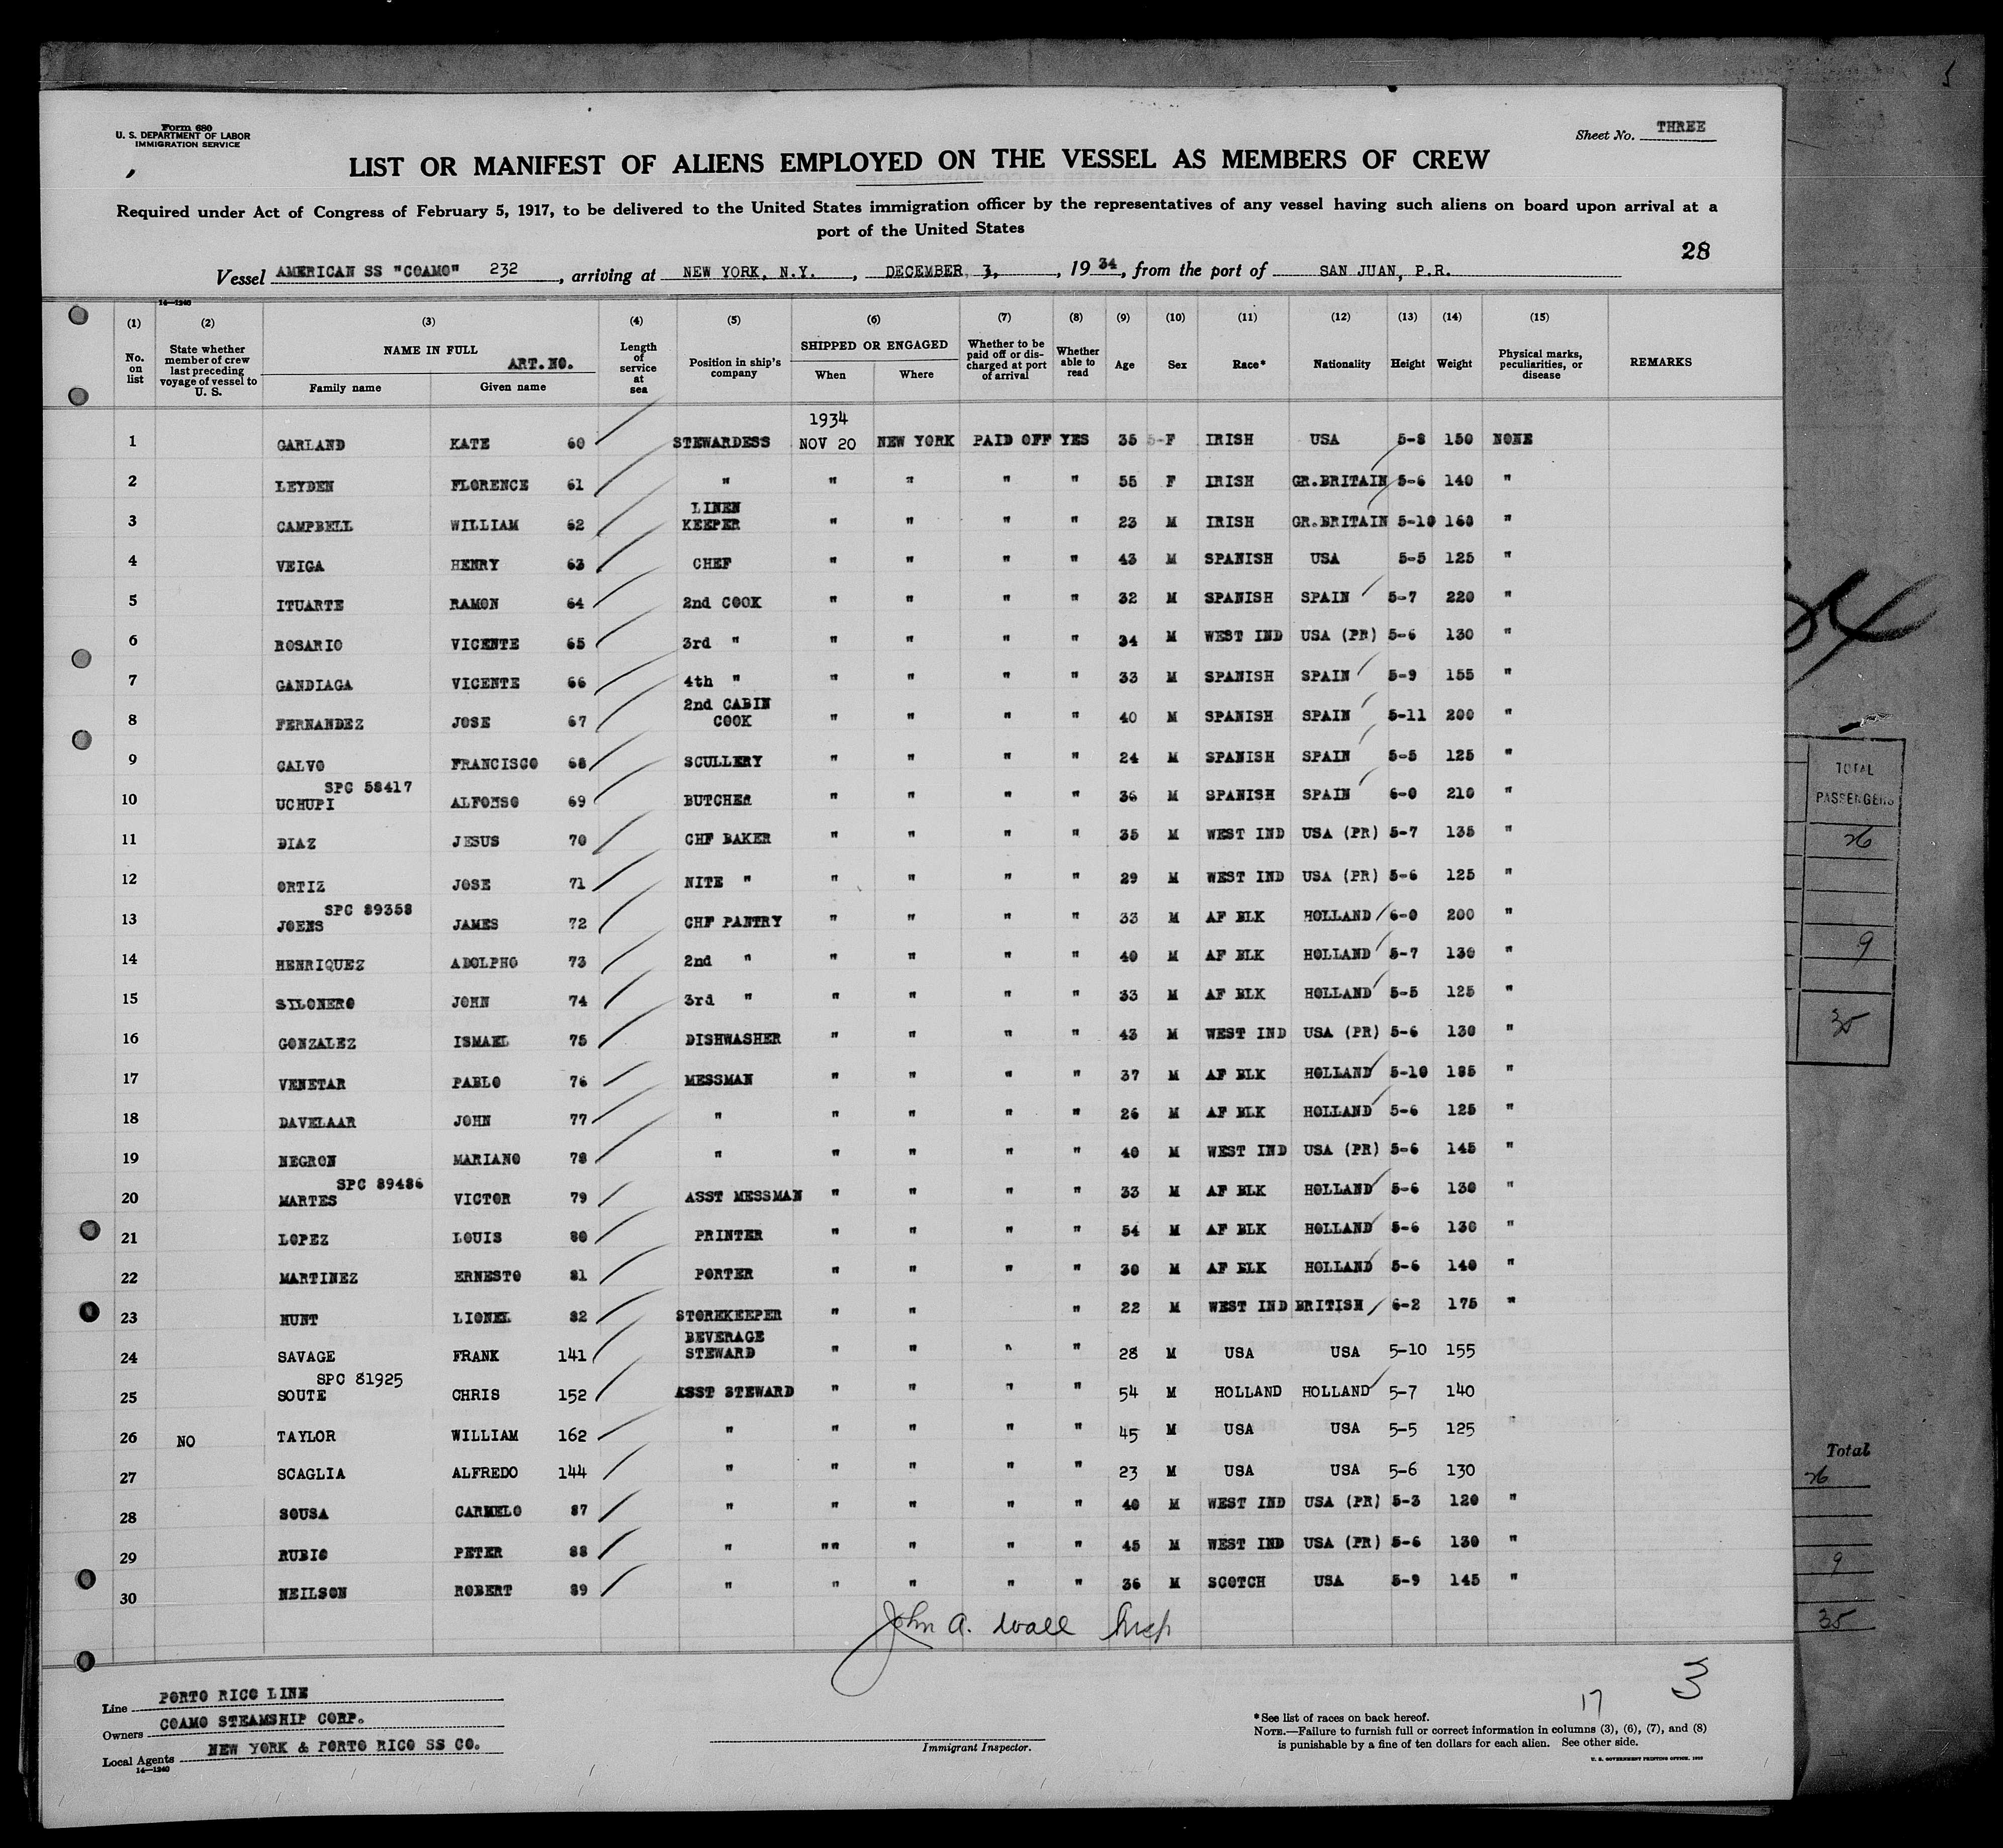 Form 680
U. S. DEPARTMENT OF LABOR
IMMIGRATION SERVICE
Sheet No. THREE
LIST OR MANIFEST OF ALIENS EMPLOYED ON THE VESSEL AS MEMBERS OF CREW
Required under Act of Congress of February 5, 1917, to be delivered to the United States immigration officer by the representatives of any vessel having such aliens on board upon arrival at a
port of the United States
28
Vessel AMERICAN SS "COAMO" 232, arriving at NEW YORK, N.Y., DECEMBER 3, 1934, from the port of SAN JUAN, P.R.
14—1240
(1) (2) (3) (4) (5) (6) (7) (8) (9) (10) (11) (12) (13) (14) (15)
No. on list | State whether member of crew last preceding voyage of vessel to U. S. | NAME IN FULL ART.NO. | Family name | Given name | Length of service at sea | Position in ship's company | SHIPPED OR ENGAGED | When | Where | Whether to be paid off or discharged at port of arrival | Whether able to read | Age | Sex | Race* | Nationality | Height | Weight | Physical marks, peculiarities, or disease | REMARKS
1934
1 GARLAND KATE 60 STEWARDESS NOV 20 NEW YORK PAID OFF YES 35 F IRISH USA 5-8 150 NONE
2 LEYDEN FLORENCE 61 " " " " " 55 F IRISH GR.BRITAIN 5-6 140 "
3 CAMPBELL WILLIAM 62 LINEN KEEPER " " " " 23 M IRISH GR.BRITAIN 5-10 160 "
4 VEIGA HENRY 63 CHEF " " " " 43 M SPANISH USA 5-5 125 "
5 ITUARTE RAMON 64 2nd COOK " " " " 32 M SPANISH SPAIN 5-7 220 "
6 ROSARIO VICENTE 65 3rd " " " " " 34 M WEST IND USA (PR) 5-6 130 "
7 GANDIAGA VICENTE 66 4th " " " " " 33 M SPANISH SPAIN 5-9 155 "
8 FERNANDEZ JOSE 67 2nd CABIN COOK " " " " 40 M SPANISH SPAIN 5-11 200 "
9 CALVO FRANCISCO 68 SCULLERY " " " " 24 M SPANISH SPAIN 5-5 125 "
SPC 58417
10 UCHUPI ALFONSO 69 BUTCHER " " " " 36 M SPANISH SPAIN 6-0 210 "
11 DIAZ JESUS 70 CHF BAKER " " " " 35 M WEST IND USA (PR) 5-7 135 "
12 ORTIZ JOSE 71 NITE " " " " " 29 M WEST IND USA (PR) 5-6 125 "
SPC 89358
13 JOENS JAMES 72 CHF PANTRY " " " " 33 M AF BLK HOLLAND 6-0 200 "
14 HENRIQUEZ ADOLPHO 73 2nd " " " " " 40 M AF BLK HOLLAND 5-7 130 "
15 SYLONERO JOHN 74 3rd " " " " " 33 M AF BLK HOLLAND 5-5 125 "
16 GONZALEZ ISMAEL 75 DISHWASHER " " " " 43 M WEST IND USA (PR) 5-6 130 "
17 VENETAR PABLO 76 MESSMAN " " " " 37 M AF BLK HOLLAND 5-10 185 "
18 DAVELAAR JOHN 77 " " " " " 26 M AF BLK HOLLAND 5-6 125 "
19 NEGRON MARIANO 78 " " " " " 40 M WEST IND USA (PR) 5-6 145 "
SPC 89486
20 MARTES VICTOR 79 ASST MESSMAN " " " " 33 M AF BLK HOLLAND 5-6 130 "
21 LOPEZ LOUIS 80 PRINTER " " " " 54 M AF BLK HOLLAND 5-6 130 "
22 MARTINEZ ERNESTO 81 PORTER " " " " 30 M AF BLK HOLLAND 5-6 140 "
23 HUNT LIONEL 82 STOREKEEPER " " " 22 M WEST IND BRITISH 6-2 175 "
24 SAVAGE FRANK 141 BEVERAGE STEWARD " " " " 28 M USA USA 5-10 155
SPC 81925
25 SOUTE CHRIS 152 ASST STEWARD " " " " 54 M HOLLAND HOLLAND 5-7 140
26 NO TAYLOR WILLIAM 162 " " " " " 45 M USA USA 5-5 125 "
27 SCAGLIA ALFREDO 144 " " " " " 23 M USA USA 5-6 130
28 SOUSA CARMELO 87 " " " " " 40 M WEST IND USA (PR) 5-3 120 "
29 RUBIO PETER 88 " "" " " " 45 M WEST IND USA (PR) 5-6 130 "
30 NEILSON ROBERT 89 " " " " " 36 M SCOTCH USA 5-9 145 "
John A. Wall Insp
Line PORTO RICO LINE
Owners COAMO STEAMSHIP CORP.
Local Agents NEW YORK & PORTO RICO SS CO.
14—1240
Immigrant Inspector.
17 3
*See list of races on back hereof.
NOTE.—Failure to furnish full or correct information in columns (3), (6), (7), and (8)
is punishable by a fine of ten dollars for each alien. See other side.
U. S. GOVERNMENT PRINTING OFFICE
TOTAL
PASSENGERS
26
9
35
Total
26
9
35